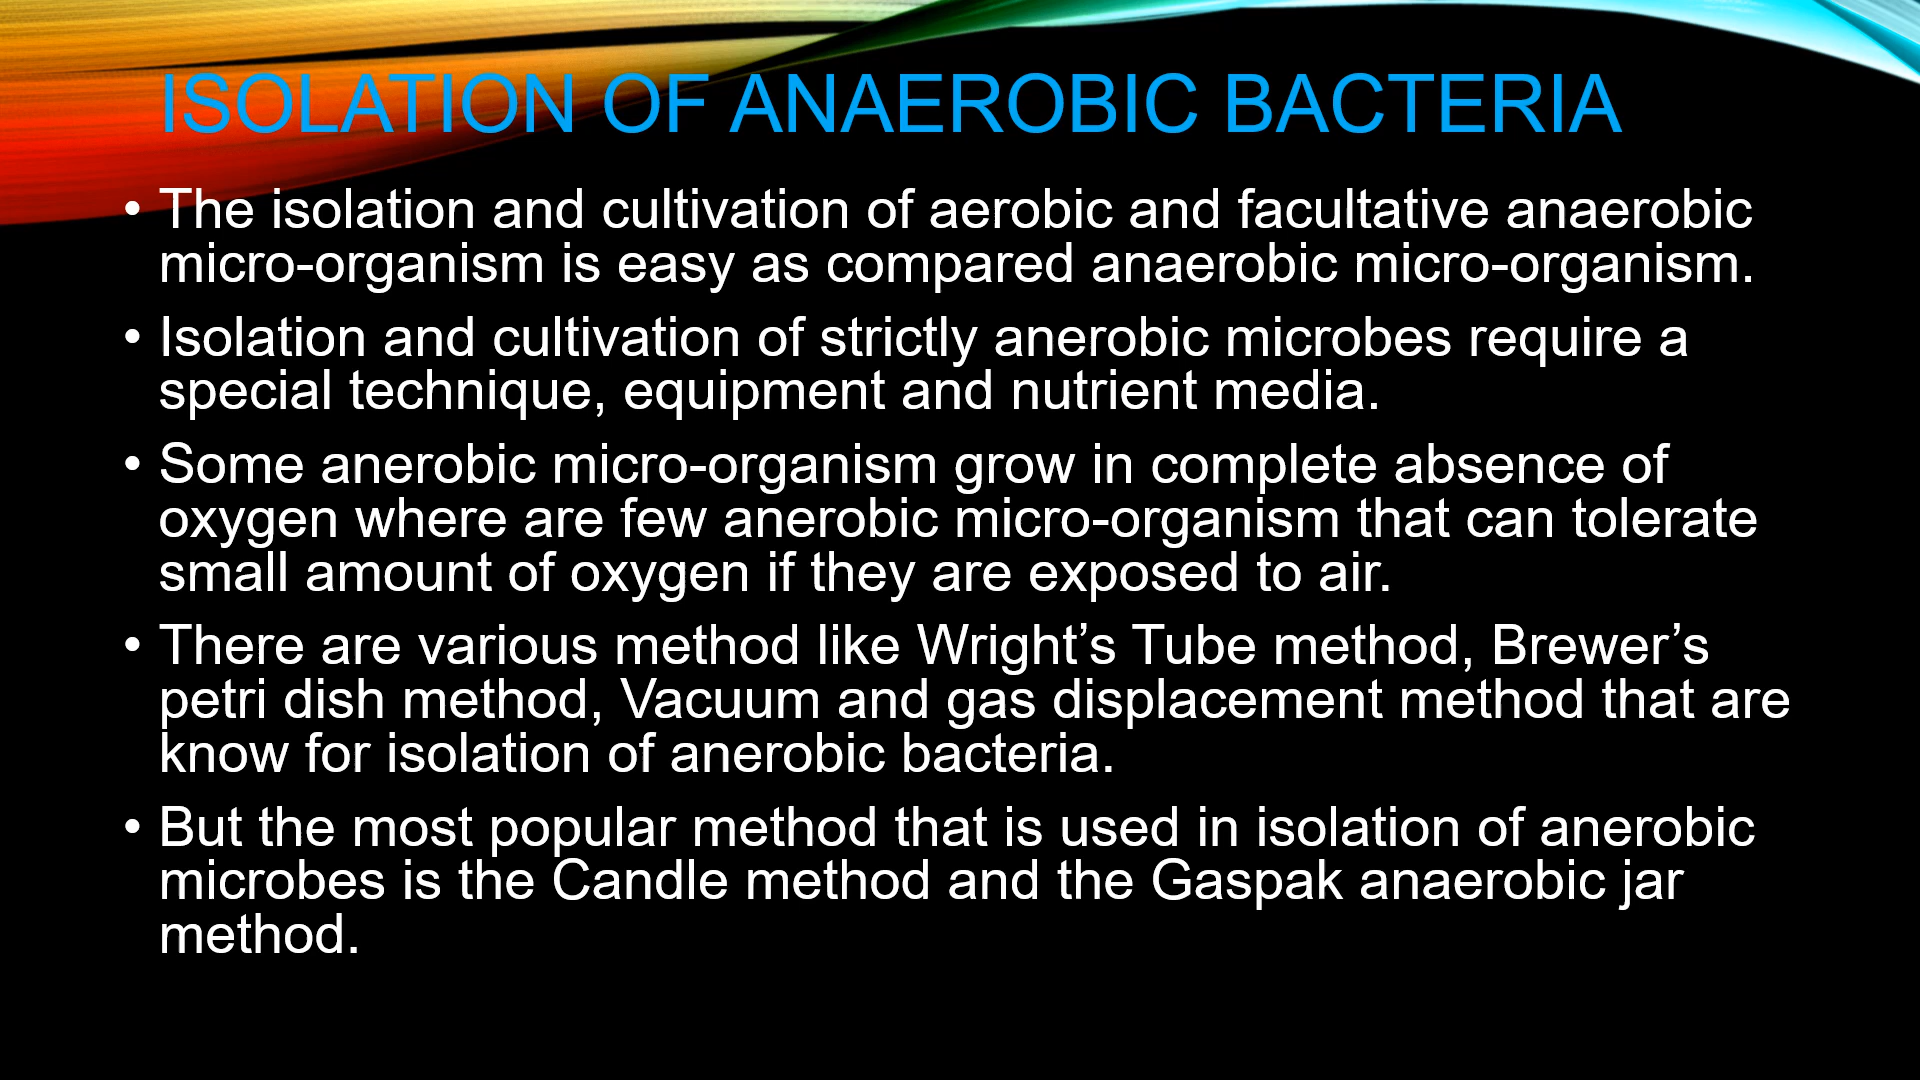 ISOLATION OF ANAEROBIC BACTERIA
• The isolation and cultivation of aerobic and facultative anaerobic
micro-organism is easy as compared anaerobic micro-organism.
• Isolation and cultivation of strictly anerobic microbes require a
special technique, equipment and nutrient media.
• Some anerobic micro-organism grow in complete absence of
oxygen where are few anerobic micro-organism that can tolerate
small amount of oxygen if they are exposed to air.
• There are various method like Wright’s Tube method, Brewer’s
petri dish method, Vacuum and gas displacement method that are
know for isolation of anerobic bacteria.
• But the most popular method that is used in isolation of anerobic
microbes is the Candle method and the Gaspak anaerobic jar
method.